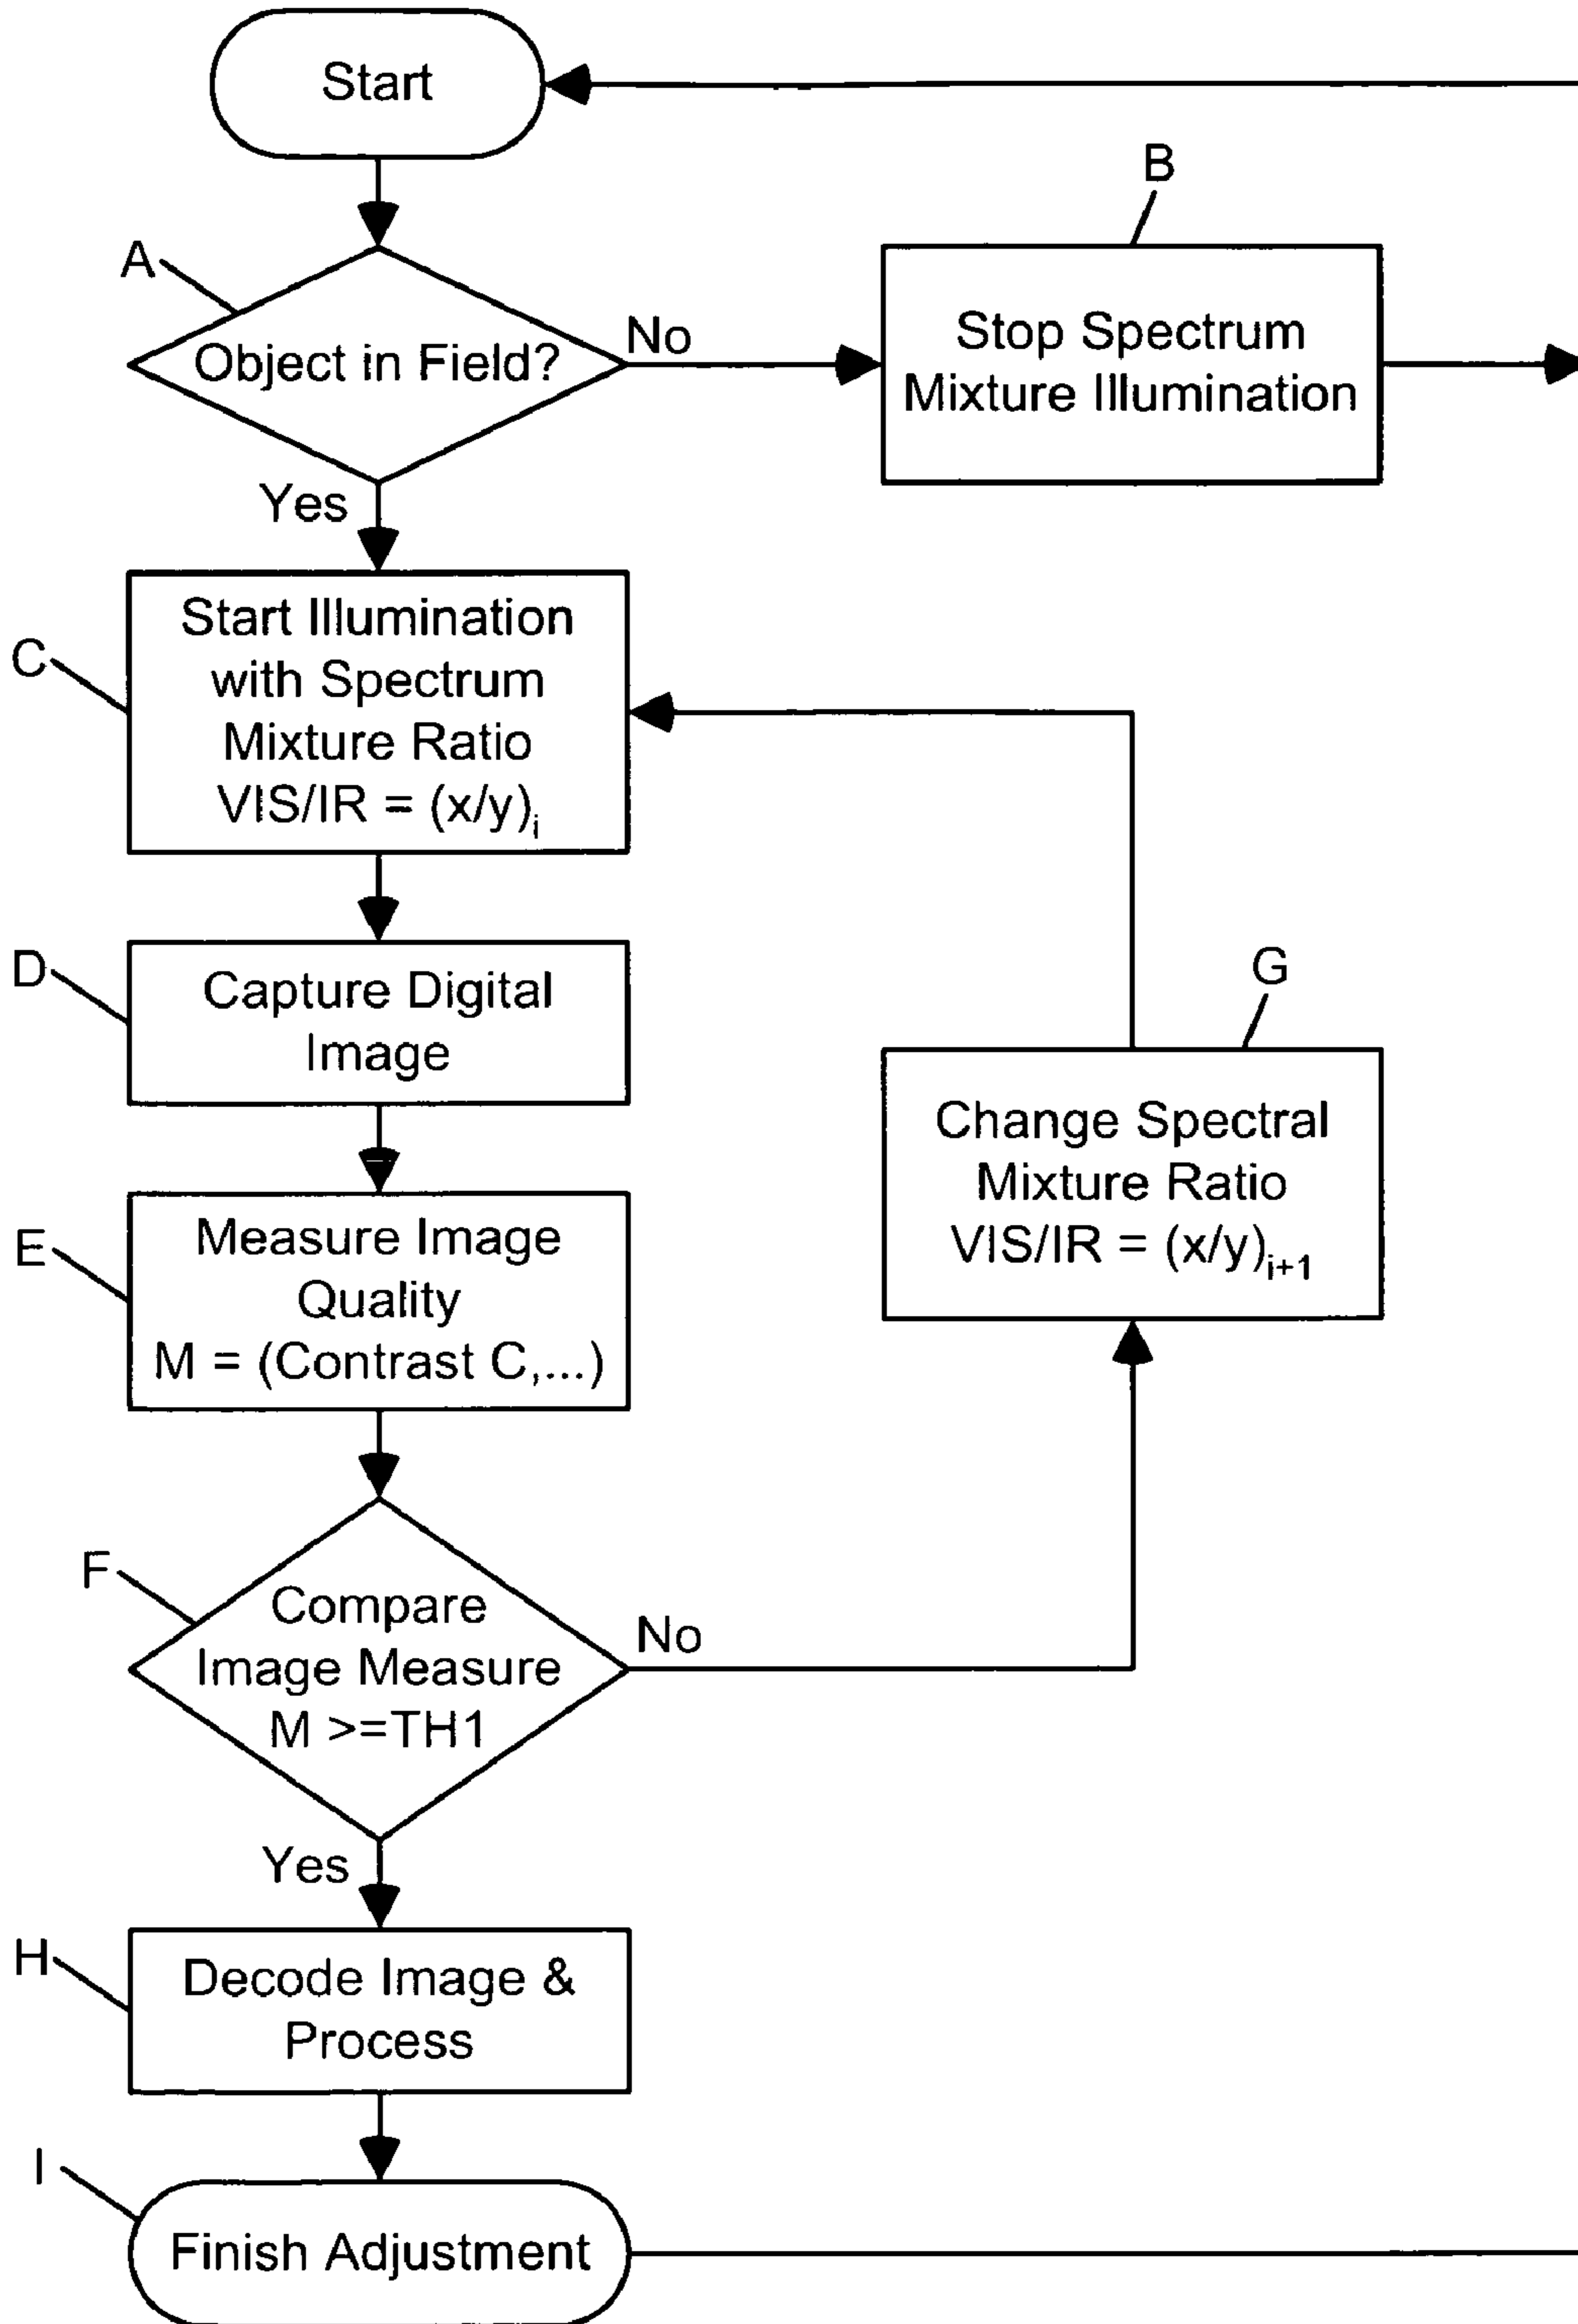 Start
B
A
Object in Field?
No
Stop Spectrum
Mixture Illumination
Yes
C
Start Illumination
with Spectrum
Mixture Ratio
VIS/IR = (x/y)i
D
Capture Digital
Image
G
Change Spectral
Mixture Ratio
VIS/IR = (x/y)i+1
E
Measure Image
Quality
M = (Contrast C,...)
F
Compare
Image Measure
M >=TH1
No
Yes
H
Decode Image &
Process
I
Finish Adjustment